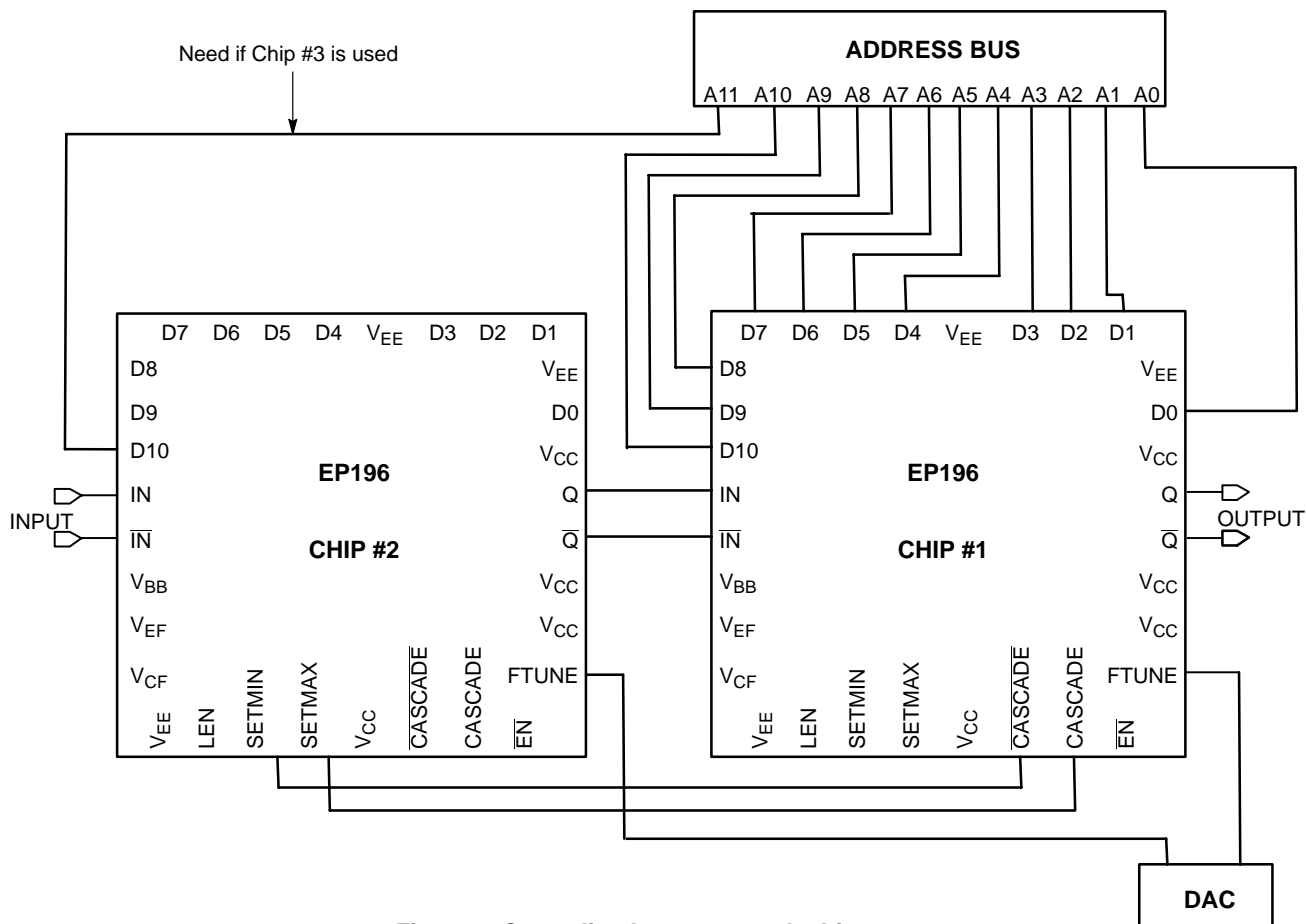 Need if Chip #3 is used
ADDRESS BUS
A11 A10 A9 A8 A7 A6 A5 A4 A3 A2 A1 A0
D7 D6 D5 D4 VEE D3 D2 D1
D8
D9
D10
IN
IN
VBB
VEF
VCF
VEE
D0
VCC
Q
Q
VCC
VCC
FTUNE
EP196
CHIP #2
VEE LEN SETMIN SETMAX VCC CASCADE CASCADE EN
INPUT
D7 D6 D5 D4 VEE D3 D2 D1
D8
D9
D10
IN
IN
VBB
VEF
VCF
VEE
D0
VCC
Q
Q
VCC
VCC
FTUNE
EP196
CHIP #1
VEE LEN SETMIN SETMAX VCC CASCADE CASCADE EN
OUTPUT
DAC